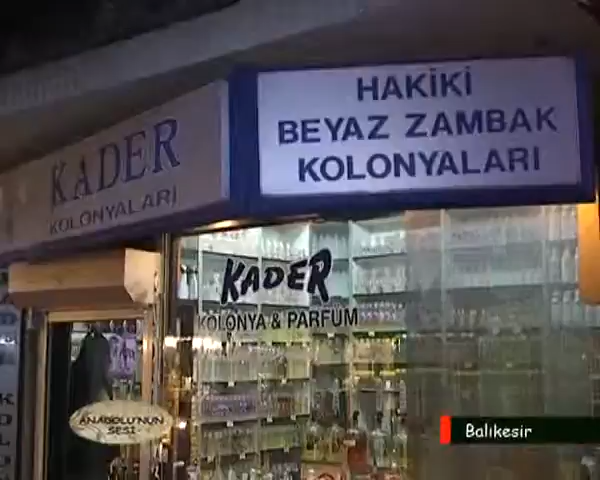 HAKİKİ
BEYAZ ZAMBAK
KOLONYALARI
KADER
KOLONYALARI
KADER
KOLONYA & PARFÜM
ANADOLU'NUN
SESİ
Balıkesir